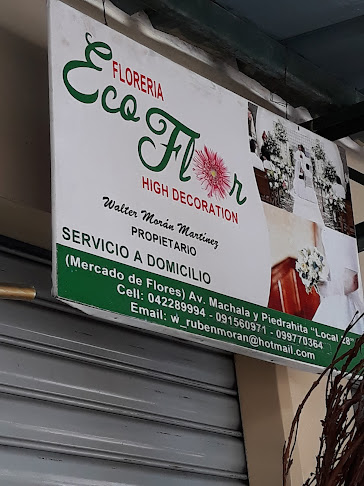 FLORERIA
Eco Flor
HIGH DECORATION
Walter Morán Martinez
PROPIETARIO
SERVICIO A DOMICILIO
(Mercado de Flores) Av. Machala y Piedrahita "Local 28"
Cell: 042289994 - 091560971 - 099770364
Email: w_rubenmoran@hotmail.com